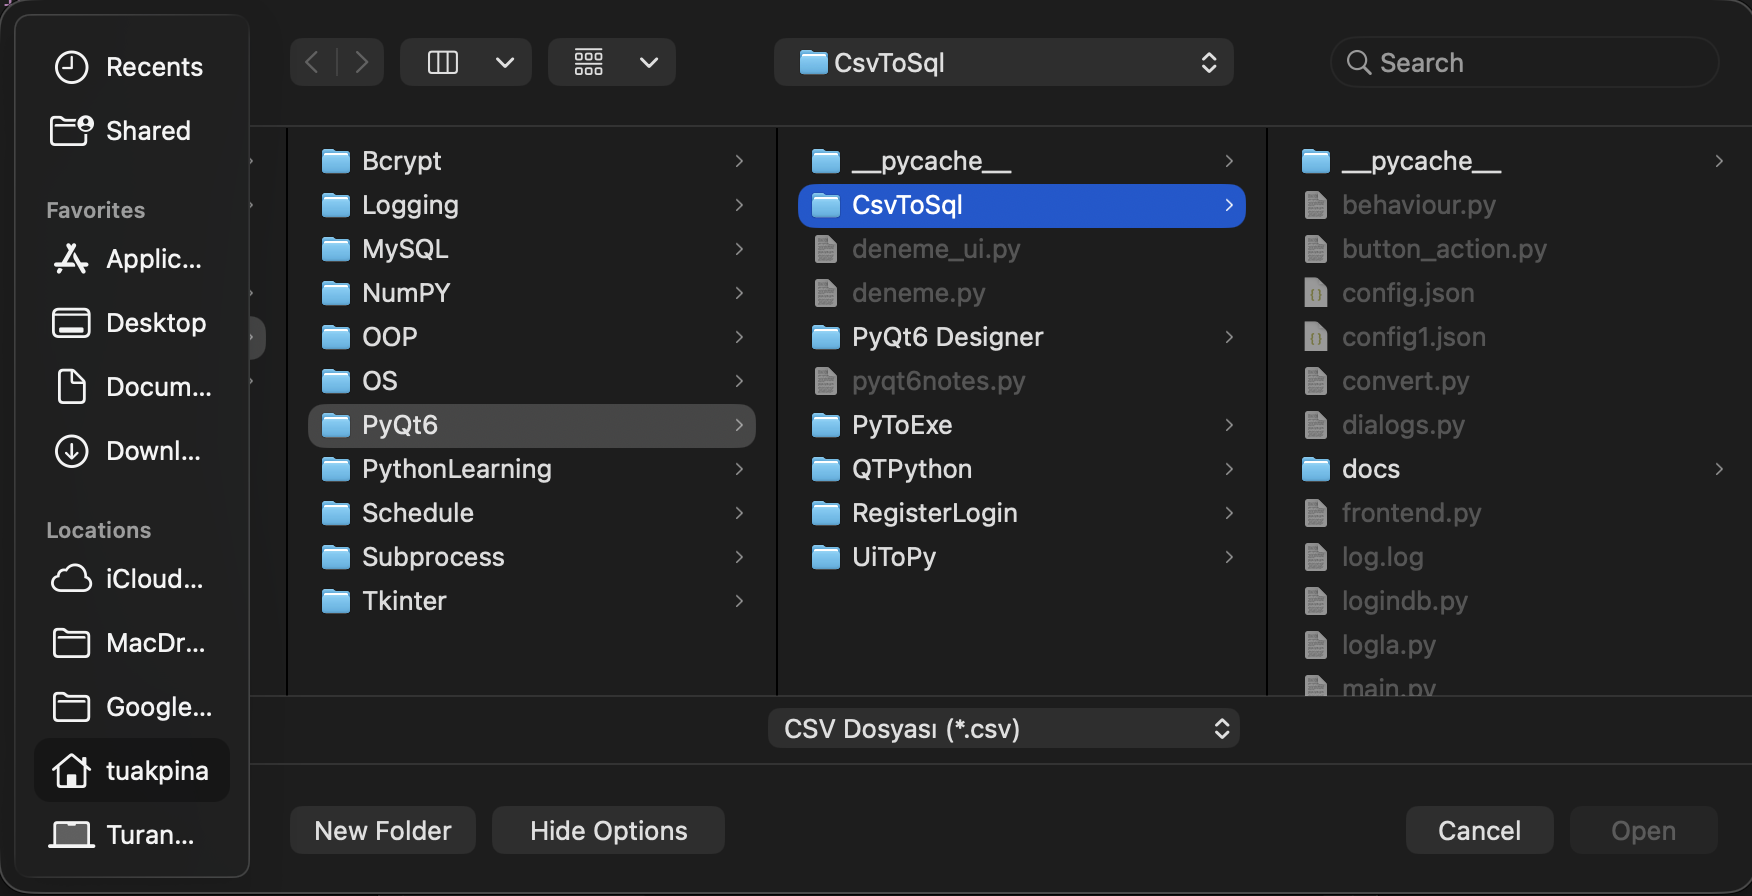 Recents
Shared
Favorites
Applic...
Desktop
Docum...
Downl...
Locations
iCloud...
MacDr...
Google...
tuakpina
Turan...
CsvToSql
Search
Bcrypt
Logging
MySQL
NumPY
OOP
OS
PyQt6
PythonLearning
Schedule
Subprocess
Tkinter
__pycache__
CsvToSql
deneme_ui.py
deneme.py
PyQt6 Designer
pyqt6notes.py
PyToExe
QTPython
RegisterLogin
UiToPy
__pycache__
behaviour.py
button_action.py
config.json
config1.json
convert.py
dialogs.py
docs
frontend.py
log.log
logindb.py
logla.py
main.py
CSV Dosyası (*.csv)
New Folder
Hide Options
Cancel
Open